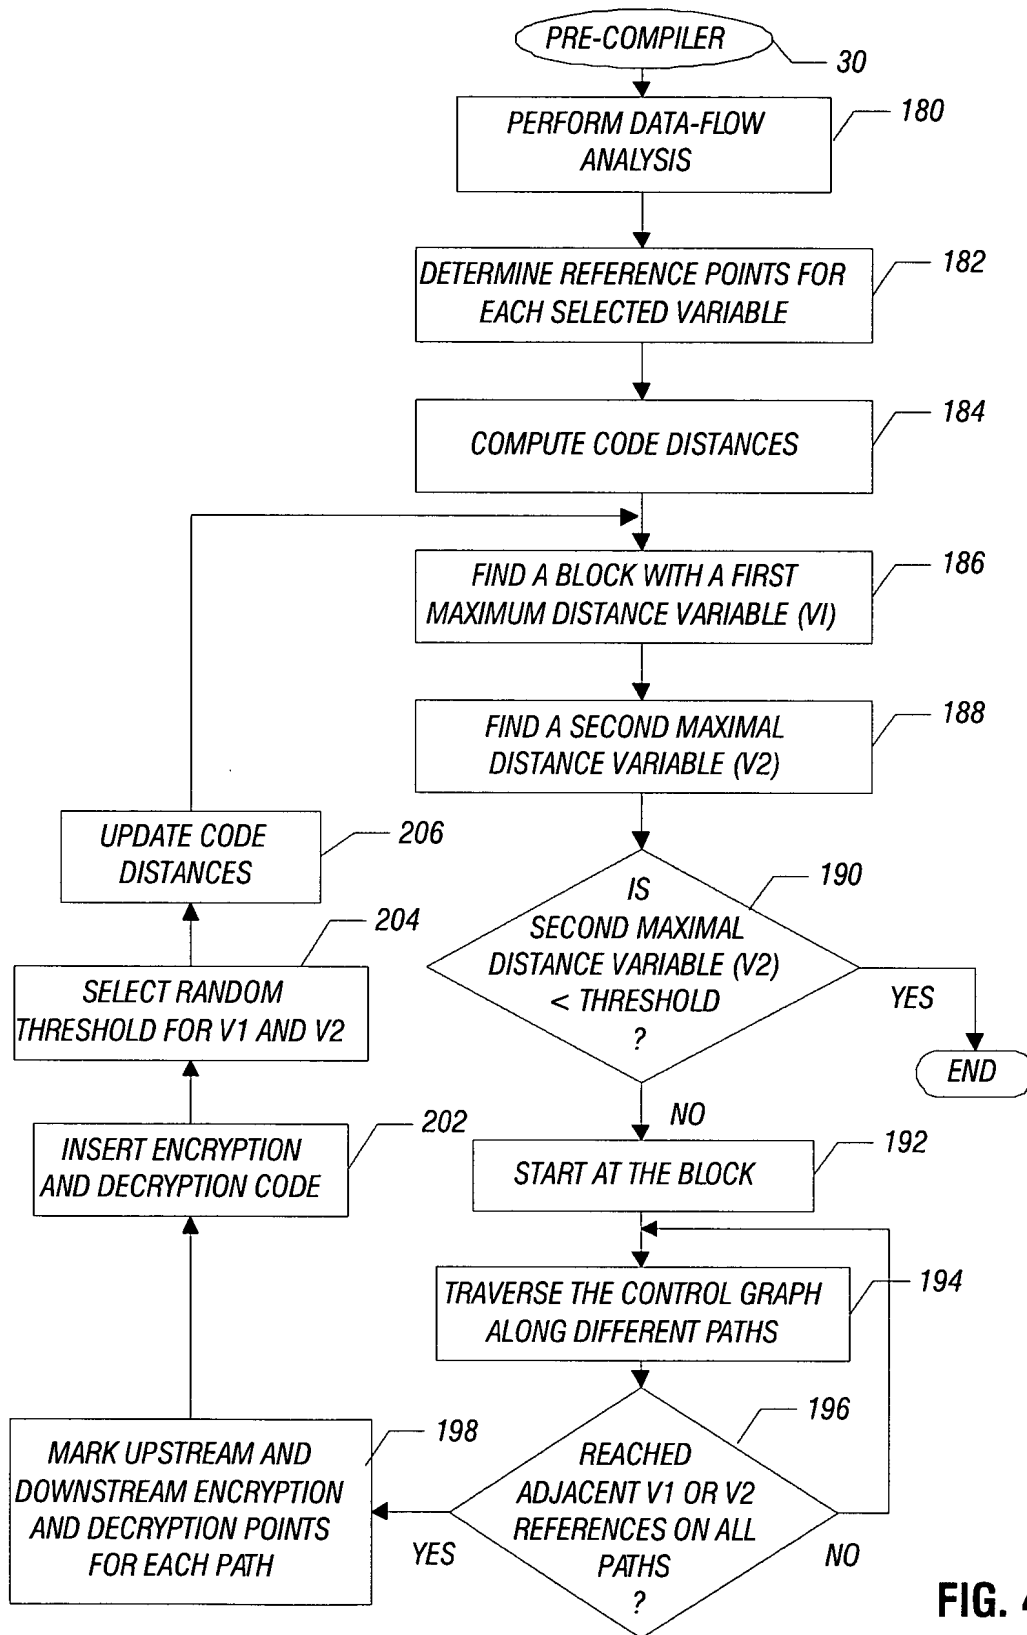 PRE-COMPILER
30
PERFORM DATA-FLOW
ANALYSIS
180
DETERMINE REFERENCE POINTS FOR
EACH SELECTED VARIABLE
182
COMPUTE CODE DISTANCES
184
FIND A BLOCK WITH A FIRST
MAXIMUM DISTANCE VARIABLE (VI)
186
FIND A SECOND MAXIMAL
DISTANCE VARIABLE (V2)
188
IS
SECOND MAXIMAL
DISTANCE VARIABLE (V2)
< THRESHOLD
?
190
YES
END
NO
START AT THE BLOCK
192
TRAVERSE THE CONTROL GRAPH
ALONG DIFFERENT PATHS
194
REACHED
ADJACENT V1 OR V2
REFERENCES ON ALL
PATHS
?
196
NO
YES
MARK UPSTREAM AND
DOWNSTREAM ENCRYPTION
AND DECRYPTION POINTS
FOR EACH PATH
198
INSERT ENCRYPTION
AND DECRYPTION CODE
202
SELECT RANDOM
THRESHOLD FOR V1 AND V2
204
UPDATE CODE
DISTANCES
206
FIG. 4